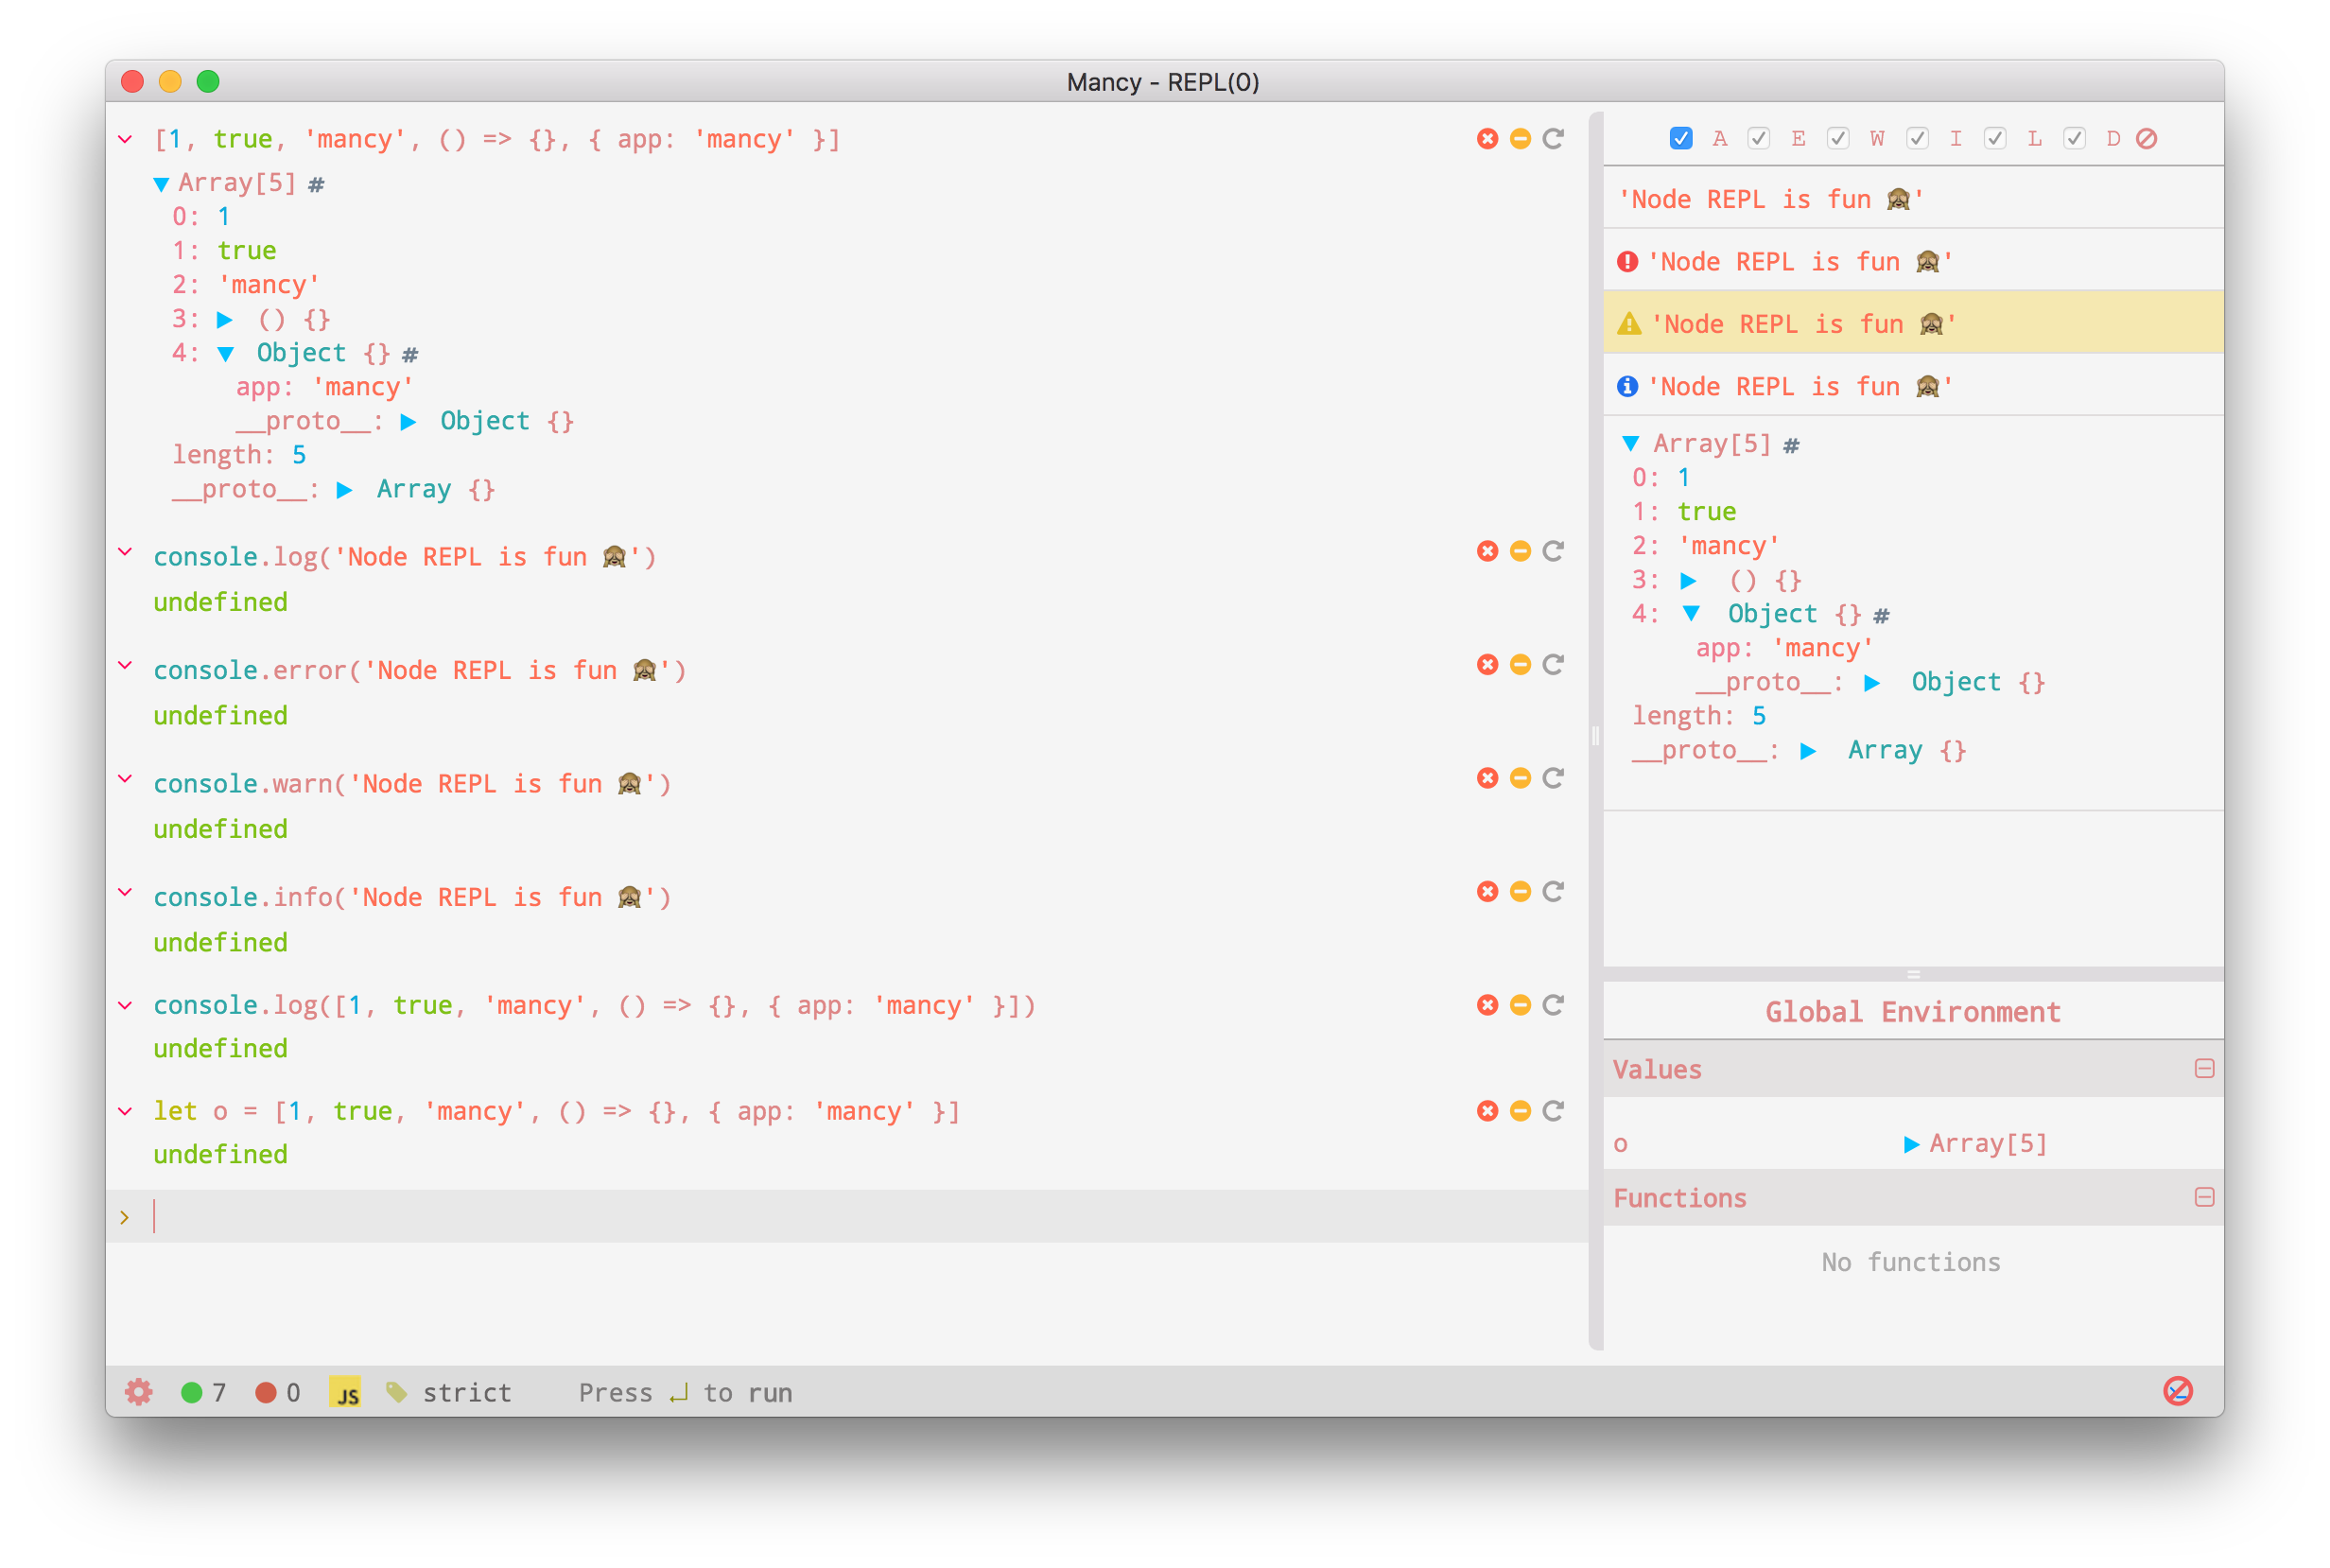 Mancy - REPL(0)
[1, true, 'mancy', () => {}, { app: 'mancy' }]
Array[5] #
0: 1
1: true
2: 'mancy'
3: () {}
4: Object {} #
app: 'mancy'
__proto__: Object {}
length: 5
__proto__: Array {}
console.log('Node REPL is fun 🙈')
undefined
console.error('Node REPL is fun 🙈')
undefined
console.warn('Node REPL is fun 🙈')
undefined
console.info('Node REPL is fun 🙈')
undefined
console.log([1, true, 'mancy', () => {}, { app: 'mancy' }])
undefined
let o = [1, true, 'mancy', () => {}, { app: 'mancy' }]
undefined
A E W I L D
'Node REPL is fun 🙈'
'Node REPL is fun 🙈'
'Node REPL is fun 🙈'
'Node REPL is fun 🙈'
Array[5] #
0: 1
1: true
2: 'mancy'
3: () {}
4: Object {} #
app: 'mancy'
__proto__: Object {}
length: 5
__proto__: Array {}
Global Environment
Values
o Array[5]
Functions
No functions
7 0 JS strict Press ↵ to run